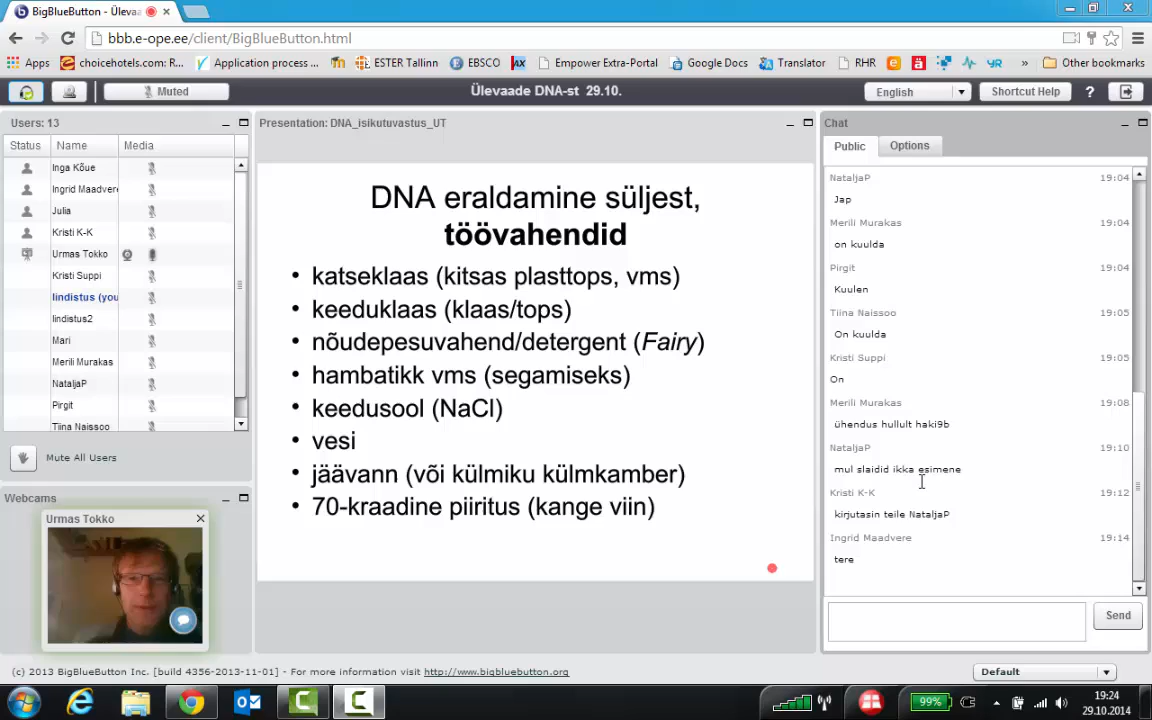 BigBlueButton - Ülevaa
bbb.e-ope.ee/client/BigBlueButton.html
Apps
choicehotels.com: R...
Application process ...
ESTER Tallinn
EBSCO
AX
Empower Extra-Portal
Google Docs
Translator
RHR
»
Other bookmarks
Muted
Ülevaade DNA-st 29.10.
English
Shortcut Help
?
Users: 13
Status Name Media
Inga Kõue
Ingrid Maadvere
Julia
Kristi K-K
Urmas Tokko
Kristi Suppi
lindistus (you
lindistus2
Mari
Merili Murakas
NataljaP
Pirgit
Tiina Naissoo
Mute All Users
Webcams
Urmas Tokko
Presentation: DNA_isikutuvastus_UT
DNA eraldamine süljest,
töövahendid
• katseklaas (kitsas plasttops, vms)
• keeduklaas (klaas/tops)
• nõudepesuvahend/detergent (Fairy)
• hambatikk vms (segamiseks)
• keedusool (NaCl)
• vesi
• jäävann (või külmiku külmkamber)
• 70-kraadine piiritus (kange viin)
Chat
Public Options
NataljaP 19:04
Jap
Merili Murakas 19:04
on kuulda
Pirgit 19:04
Kuulen
Tiina Naissoo 19:05
On kuulda
Kristi Suppi 19:05
On
Merili Murakas 19:08
ühendus hullult haki9b
NataljaP 19:10
mul slaidid ikka esimene
Kristi K-K 19:12
kirjutasin teile NataljaP
Ingrid Maadvere 19:14
tere
Send
(c) 2013 BigBlueButton Inc. [build 4356-2013-11-01] - For more information visit http://www.bigbluebutton.org
Default
99%
19:24
29.10.2014